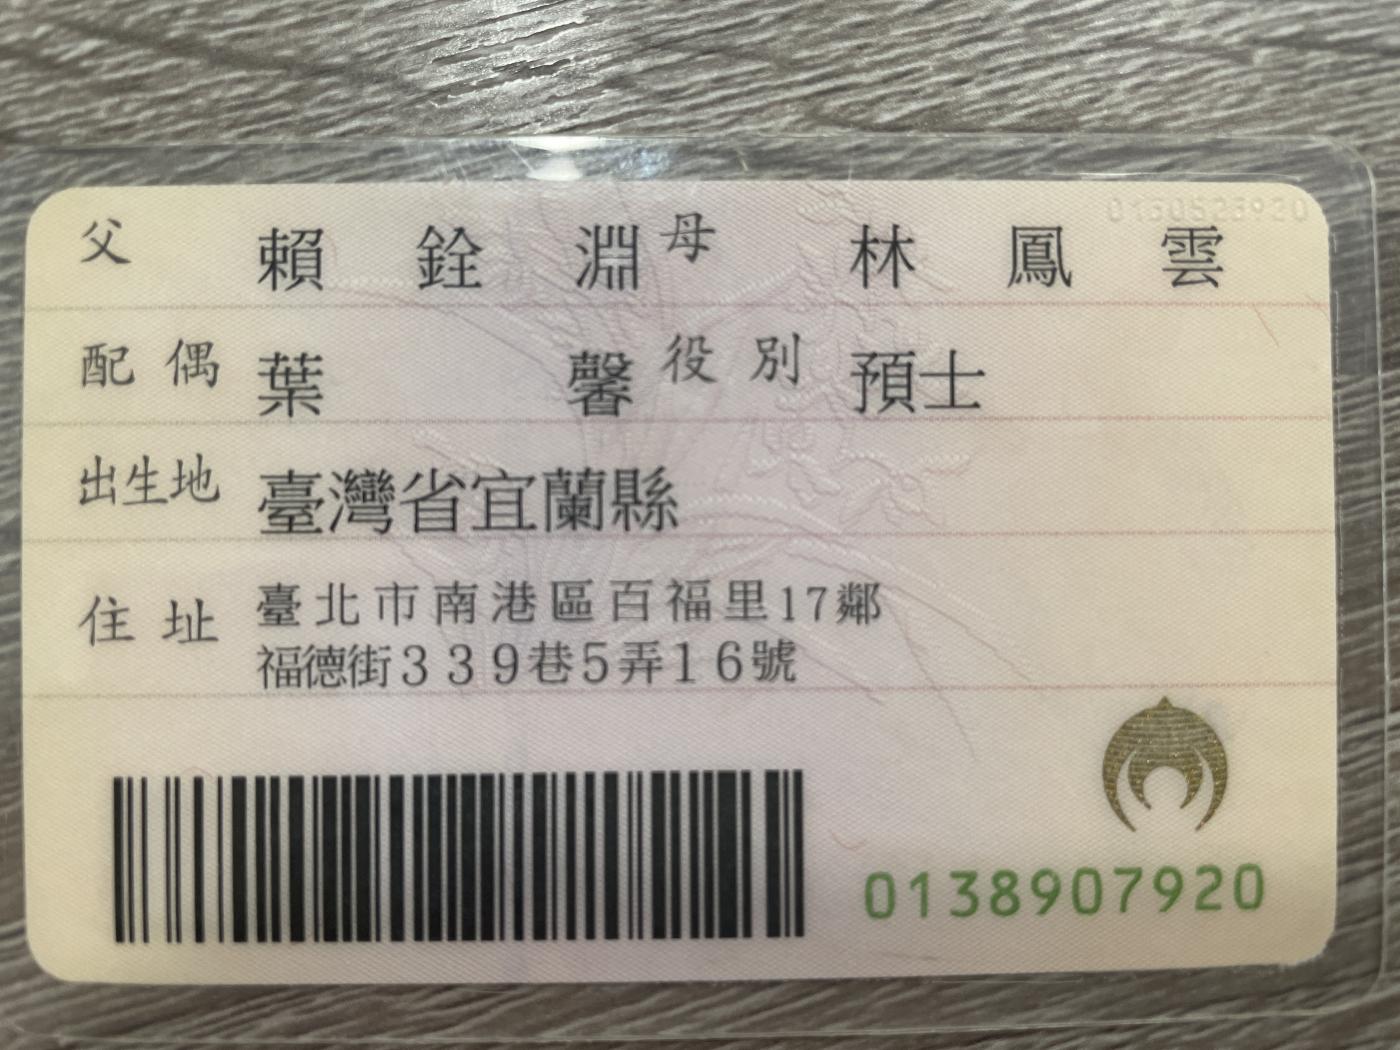 父 賴銓淵 母 林鳳雲
配偶 葉馨 役別 預士
出生地 臺灣省宜蘭縣
住址 臺北市南港區百福里17鄰
福德街339巷5弄16號
0138907920